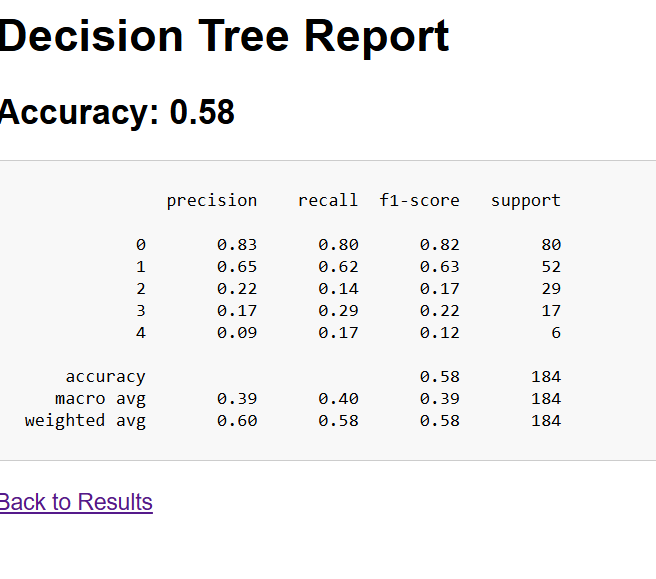 Decision Tree Report
Accuracy: 0.58
precision recall f1-score support
0 0.83 0.80 0.82 80
1 0.65 0.62 0.63 52
2 0.22 0.14 0.17 29
3 0.17 0.29 0.22 17
4 0.09 0.17 0.12 6
accuracy 0.58 184
macro avg 0.39 0.40 0.39 184
weighted avg 0.60 0.58 0.58 184
Back to Results